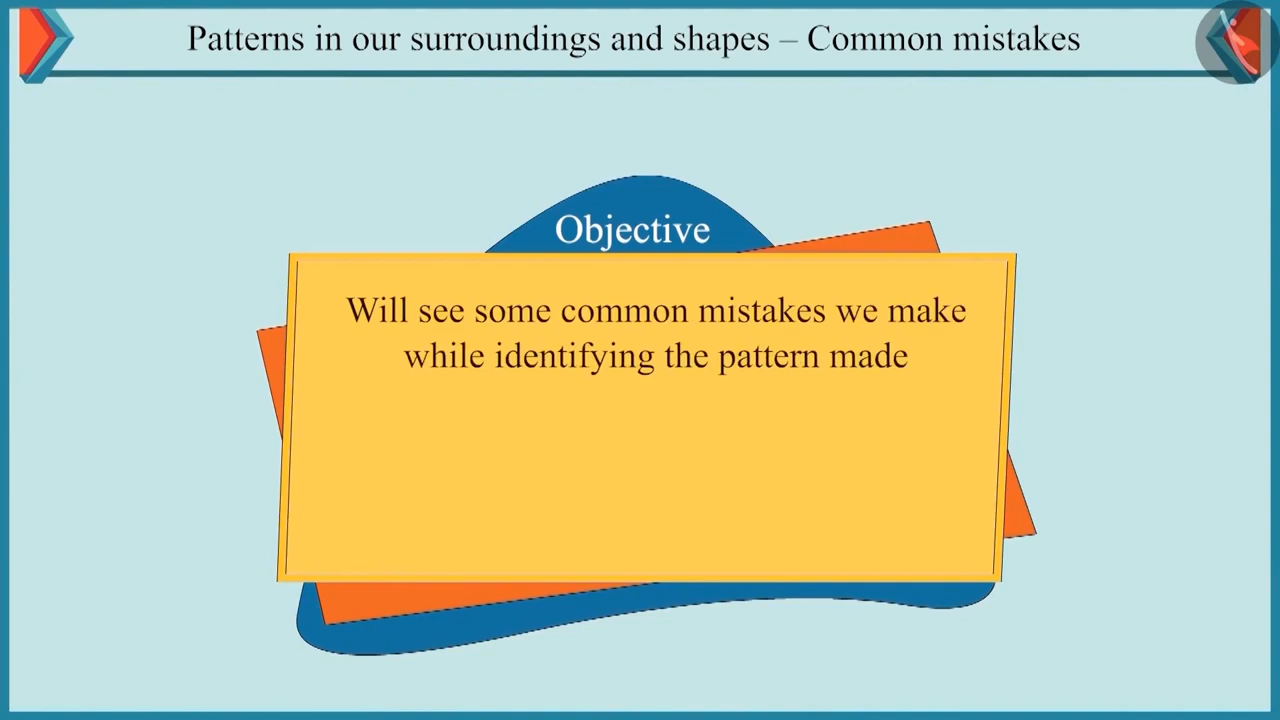 Patterns in our surroundings and shapes – Common mistakes
Objective
Will see some common mistakes we make
while identifying the pattern made